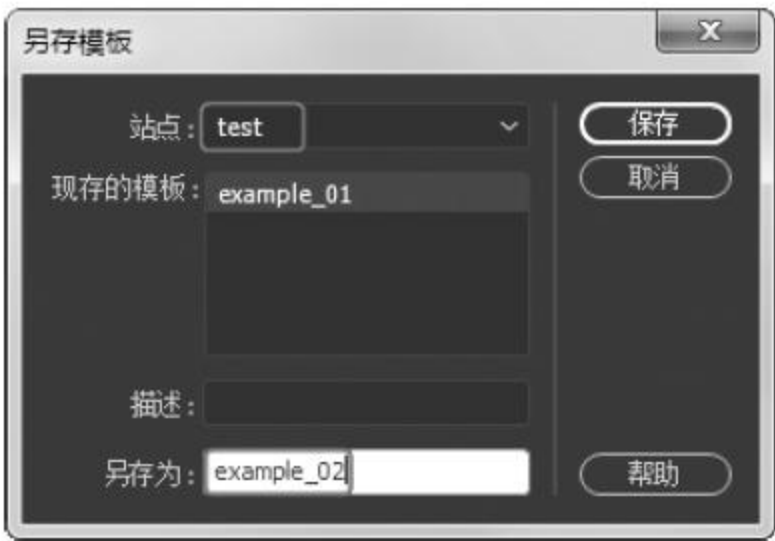 另存模板
站点: test
保存
取消
现存的模板: example_01
描述:
另存为: example_02
帮助